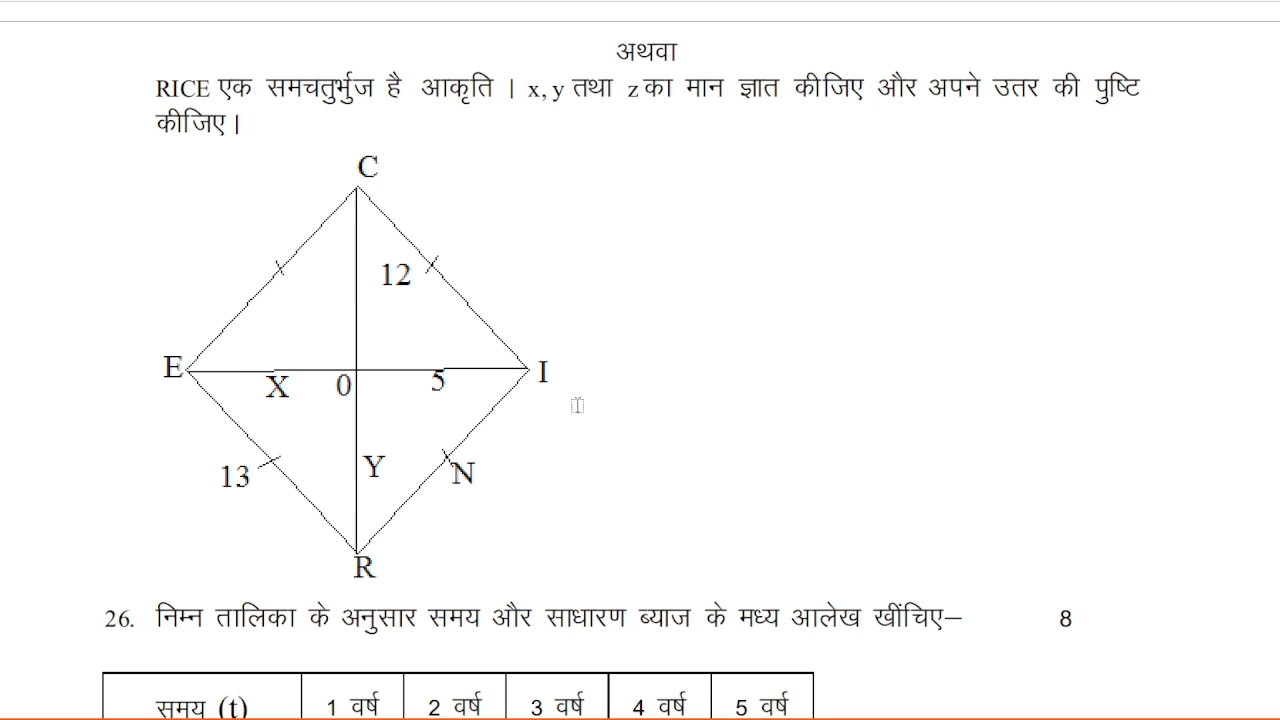 अथवा
RICE एक समचतुर्भुज है आकृति । x, y तथा z का मान ज्ञात कीजिए और अपने उतर की पुष्टि
कीजिए।
C
12
E X 0 5 I
13 Y N
R
26. निम्न तालिका के अनुसार समय और साधारण ब्याज के मध्य आलेख खींचिए– 8
समय (t) 1 वर्ष 2 वर्ष 3 वर्ष 4 वर्ष 5 वर्ष